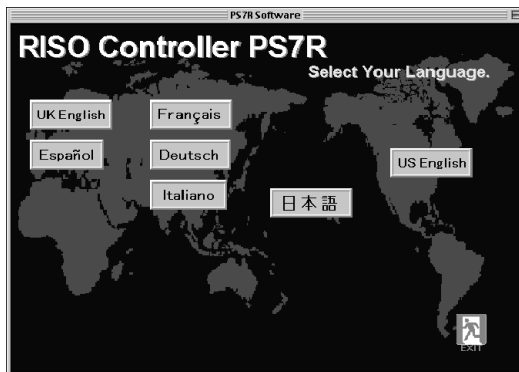 PS7R Software
RISO Controller PS7R
Select Your Language.
UK English
Français
Español
Deutsch
Italiano
日本語
US English
EXIT